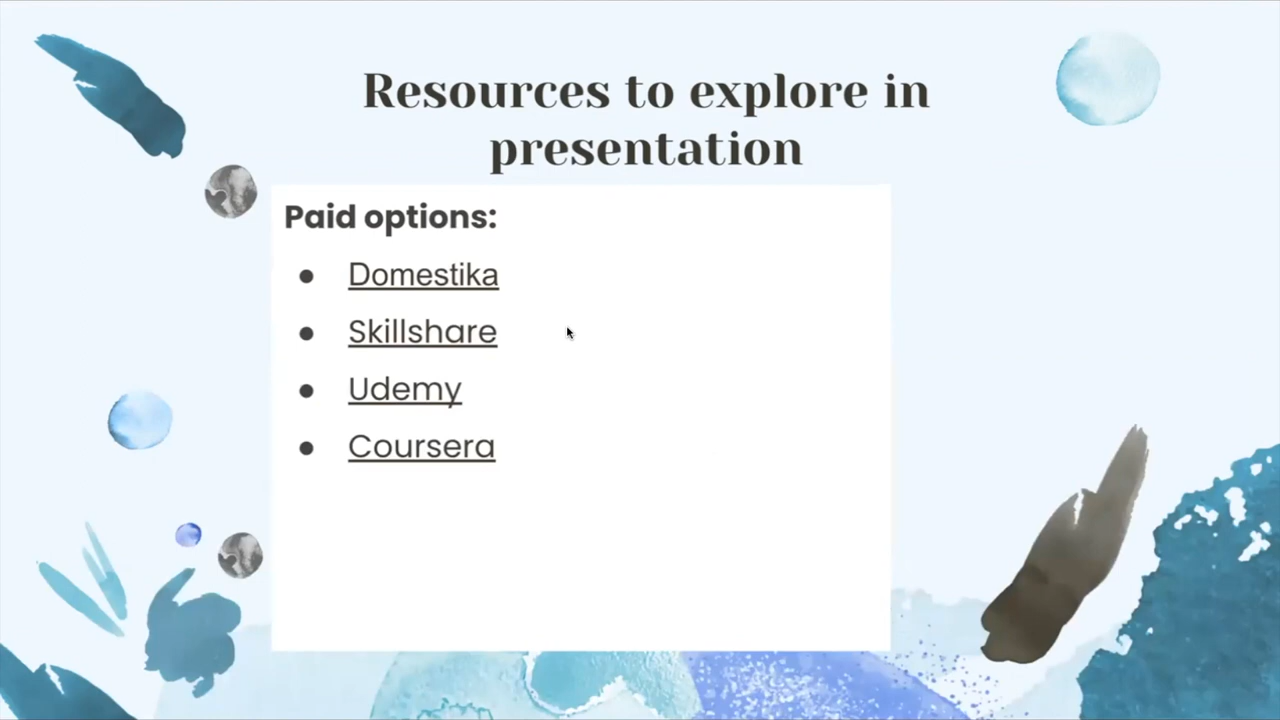 Resources to explore in
presentation
Paid options:
● Domestika
● Skillshare
● Udemy
● Coursera